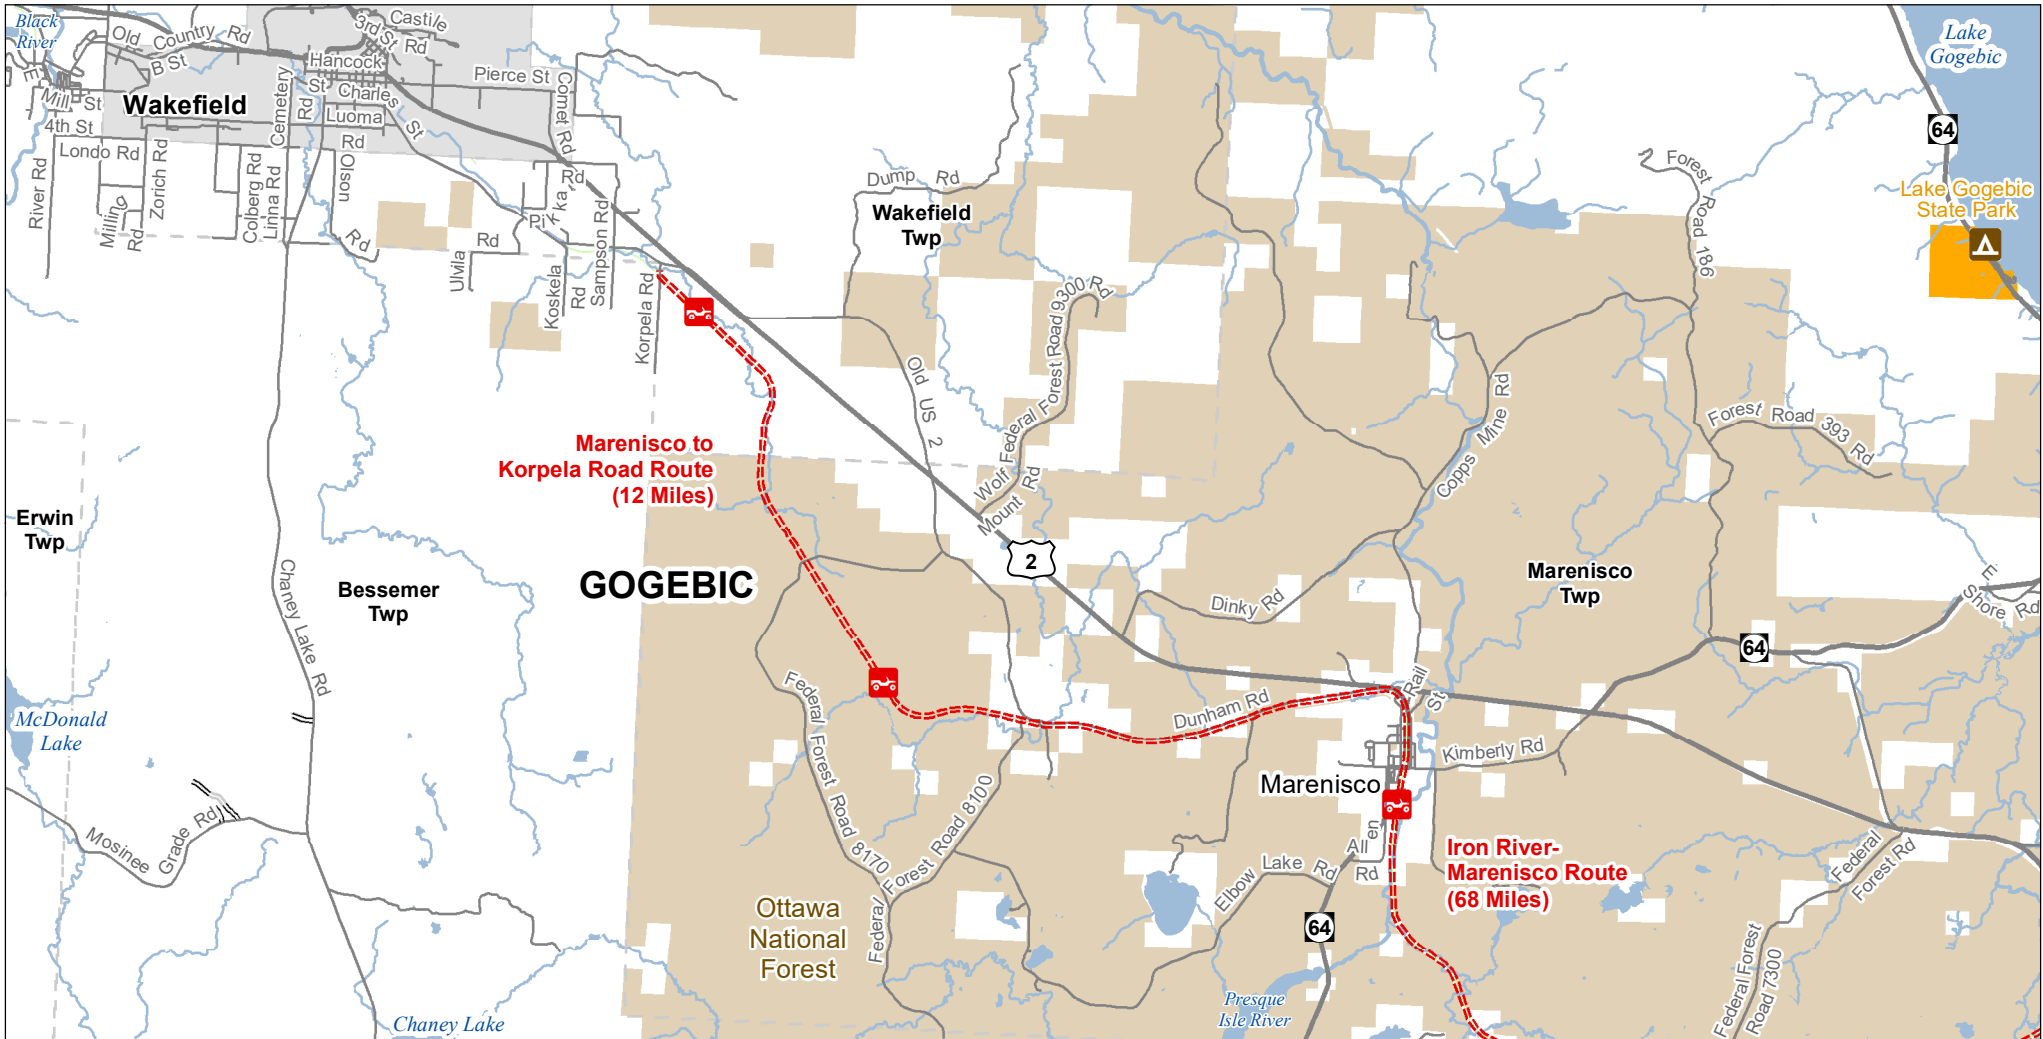 Black
River
Old
Country
Rd
B St
E
Mill
St
4th St
Wakefield
Castile
Rd
3rd St
Hancock
St
Charles
St
Luoma
Rd
Pierce St
Comet Rd
Cemetery
Rd
Londo Rd
River Rd
Milling
Rd
Zorich Rd
Colberg Rd
Linna Rd
Olson
Rd
Rd
Pirkka
Ulvila
Rd
Koskela
Rd
Sampson Rd
Korpela Rd
Dump Rd
Wakefield
Twp
Old US 2
Wolf
Mount Rd
Federal Forest Road 9300 Rd
2
Lake
Gogebic
64
Lake Gogebic
State Park
Forest Road 186
Forest Road 393 Rd
Copps Mine Rd
Marenisco to
Korpela Road Route
(12 Miles)
Erwin
Twp
Bessemer
Twp
GOGEBIC
Marenisco
Twp
Chaney Lake Rd
Dinky Rd
E
Shore Rd
64
McDonald
Lake
Mosinee
Grade Rd
Federal Forest Road 8170
Federal Forest Road 8100
Dunham Rd
Rail
St
Kimberly Rd
Marenisco
Allen
Rd
Elbow Lake Rd
Iron River-
Marenisco Route
(68 Miles)
64
Federal
Forest Rd
Federal Forest
Road 7300
Ottawa
National
Forest
Presque
Isle River
Chaney Lake